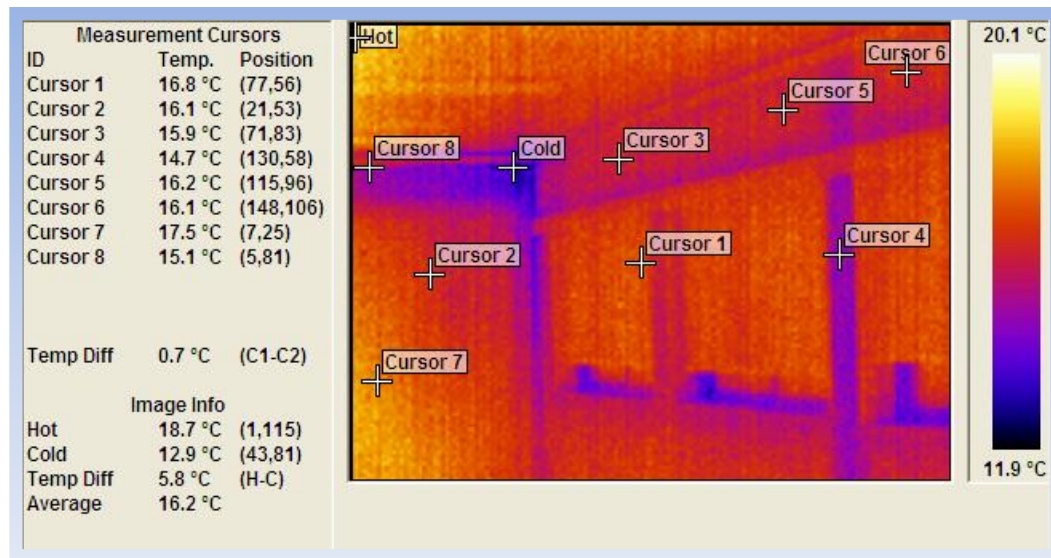 Measurement Cursors
ID Temp. Position
Cursor 1 16.8 °C (77,56)
Cursor 2 16.1 °C (21,53)
Cursor 3 15.9 °C (71,83)
Cursor 4 14.7 °C (130,58)
Cursor 5 16.2 °C (115,96)
Cursor 6 16.1 °C (148,106)
Cursor 7 17.5 °C (7,25)
Cursor 8 15.1 °C (5,81)
Temp Diff 0.7 °C (C1-C2)
Image Info
Hot 18.7 °C (1,115)
Cold 12.9 °C (43,81)
Temp Diff 5.8 °C (H-C)
Average 16.2 °C
Hot
Cursor 6
Cursor 5
Cursor 8
Cold
Cursor 3
Cursor 2
Cursor 1
Cursor 4
Cursor 7
20.1 °C
11.9 °C